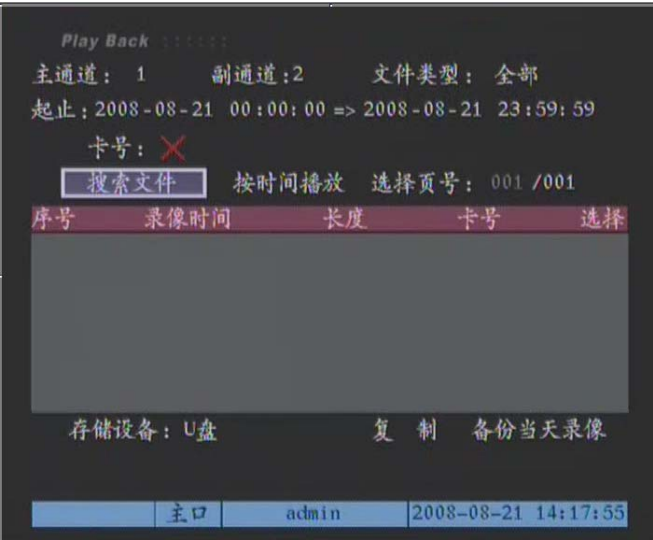 Play Back ::::::
主通道: 1 副通道:2 文件类型: 全部
起止:2008-08-21 00:00:00 => 2008-08-21 23:59:59
卡号:
搜索文件 按时间播放 选择页号: 001 /001
序号 录像时间 长度 卡号 选择
存储设备: U盘 复 制 备份当天录像
主口 admin 2008-08-21 14:17:55